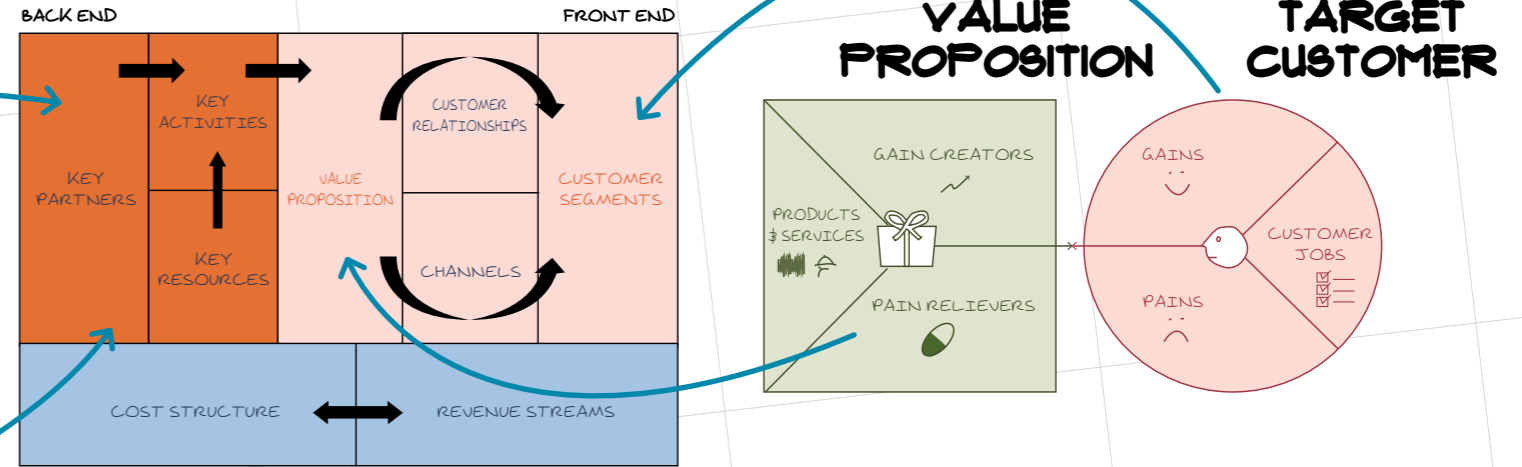 BACK END
FRONT END
KEY
PARTNERS
KEY
ACTIVITIES
KEY
RESOURCES
VALUE
PROPOSITION
CUSTOMER
RELATIONSHIPS
CHANNELS
CUSTOMER
SEGMENTS
COST STRUCTURE
REVENUE STREAMS
VALUE
PROPOSITION
GAIN CREATORS
PRODUCTS
& SERVICES
PAIN RELIEVERS
TARGET
CUSTOMER
GAINS
CUSTOMER
JOBS
PAINS